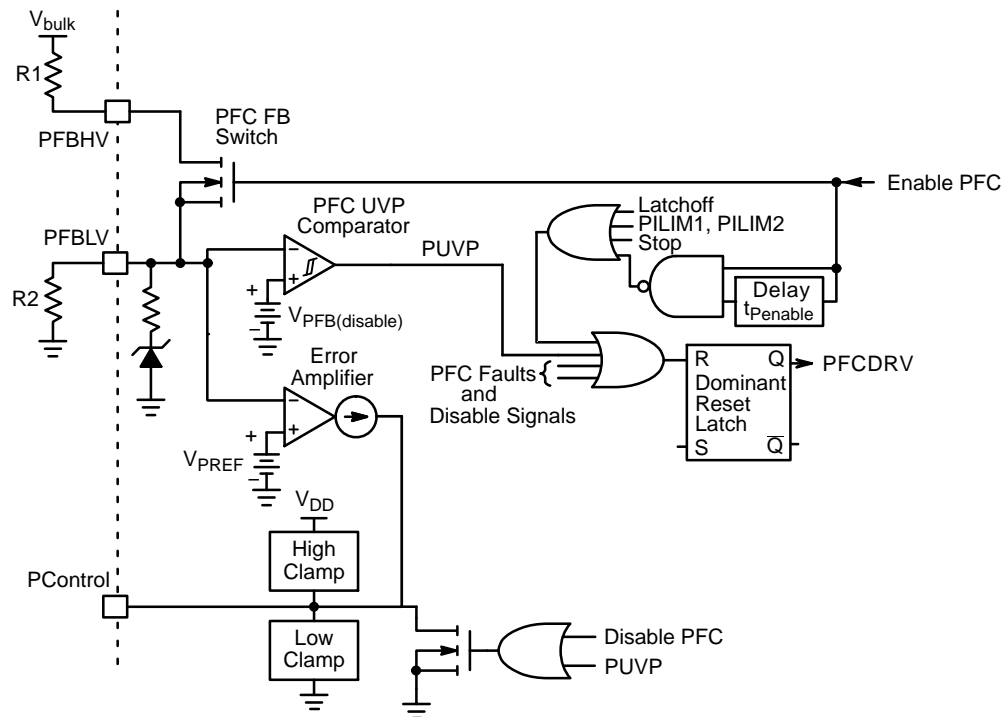 Vbulk
R1
PFBHV
PFC FB
Switch
Enable PFC
Latchoff
PILIM1, PILIM2
Stop
PFBLV
PFC UVP
Comparator
PUVP
Delay
tPenable
R2
−
+
+
−
VPFB(disable)
Error
Amplifier
PFC Faults
and
Disable Signals
R
Q
PFCDRV
Dominant
Reset
Latch
S
Q
−
+
+
−
VPREF
VDD
High
Clamp
PControl
Low
Clamp
Disable PFC
PUVP